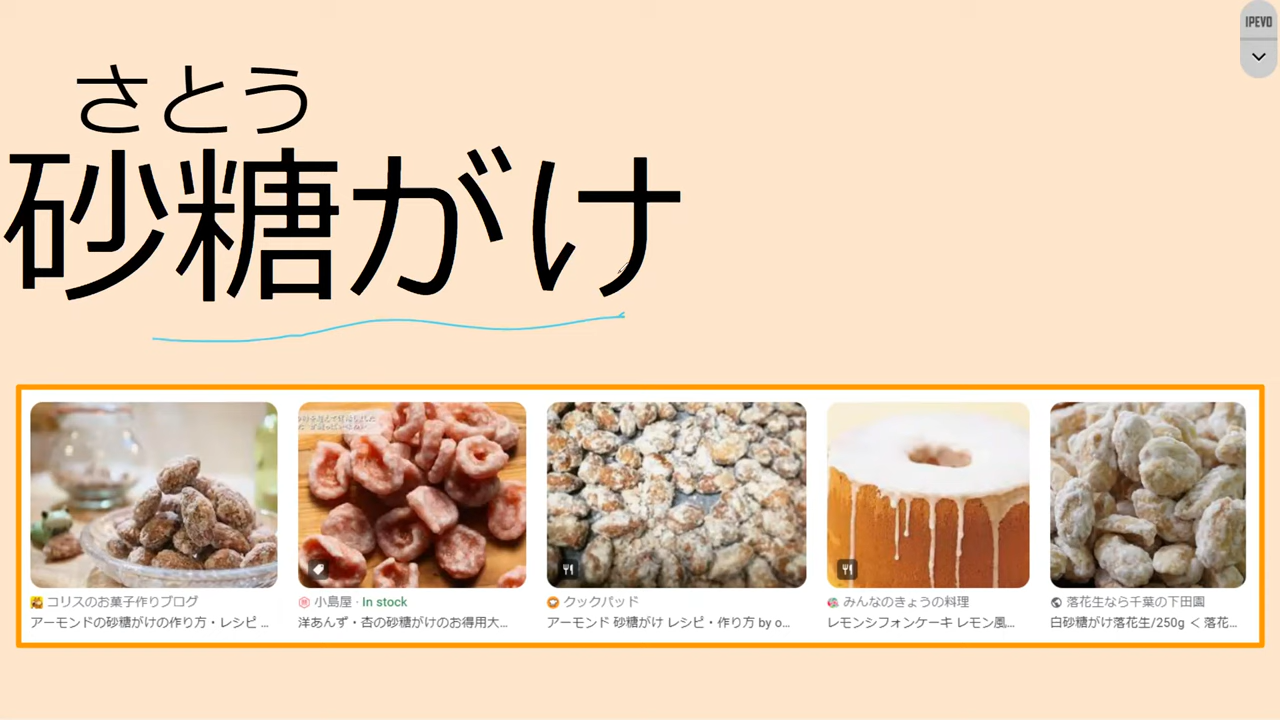 IPEVO
さとう
砂糖がけ
コリスのお菓子作りブログ
アーモンドの砂糖がけの作り方・レシピ ...
小島屋 · In stock
洋あんず・杏の砂糖がけのお得用大...
クックパッド
アーモンド 砂糖がけ レシピ・作り方 by o...
みんなのきょうの料理
レモンシフォンケーキ レモン風...
落花生なら千葉の下田園
白砂糖がけ落花生/250g < 落花...